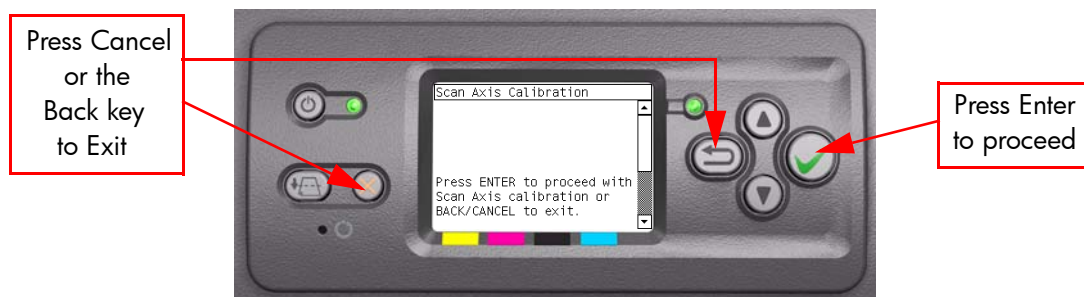 Press Cancel
or the
Back key
to Exit
Scan Axis Calibration
Press ENTER to proceed with
Scan Axis calibration or
BACK/CANCEL to exit.
Press Enter
to proceed